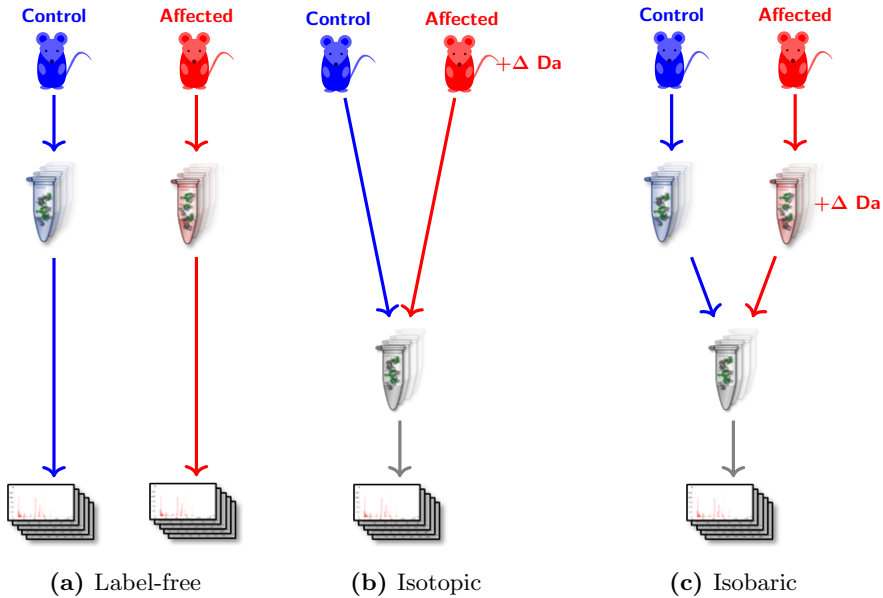 Control
Affected
Control
Affected
+Δ Da
Control
Affected
+Δ Da
(a) Label-free
(b) Isotopic
(c) Isobaric